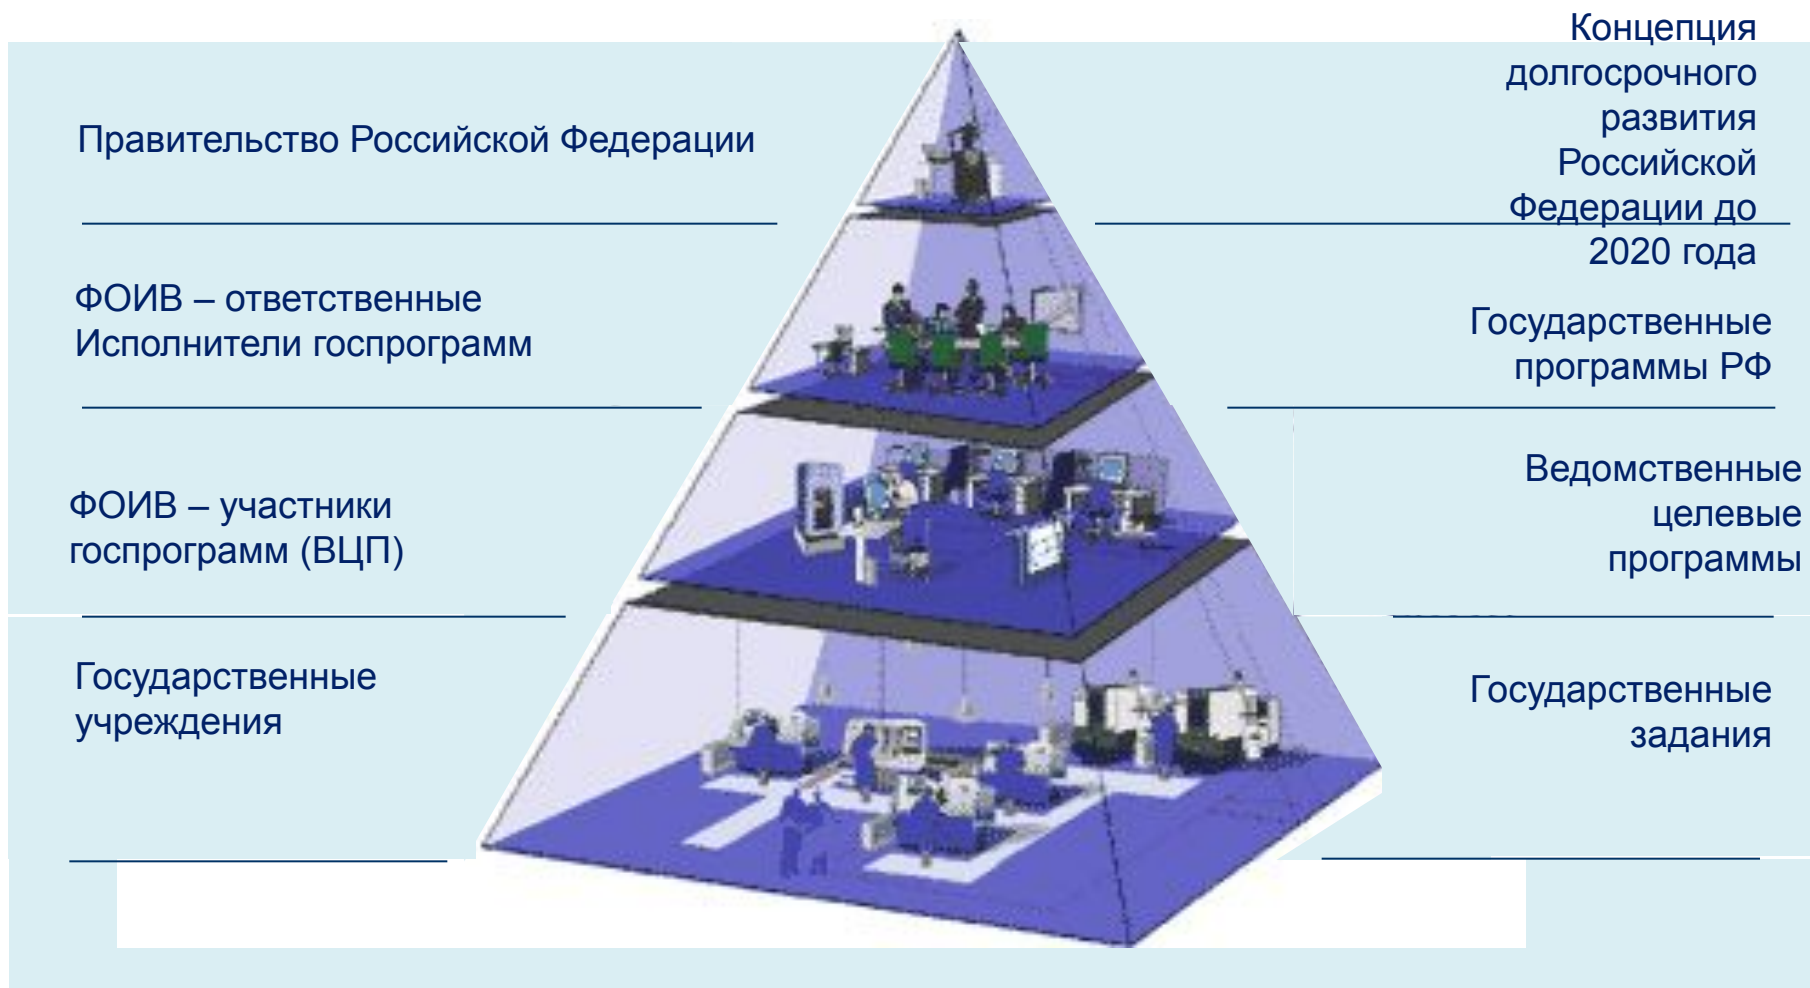 Концепция
долгосрочного
развития
Российской
Федерации до
2020 года
Правительство Российской Федерации
ФОИВ – ответственные
Исполнители госпрограмм
Государственные
программы РФ
ФОИВ – участники
госпрограмм (ВЦП)
Ведомственные
целевые
программы
Государственные
учреждения
Государственные
задания